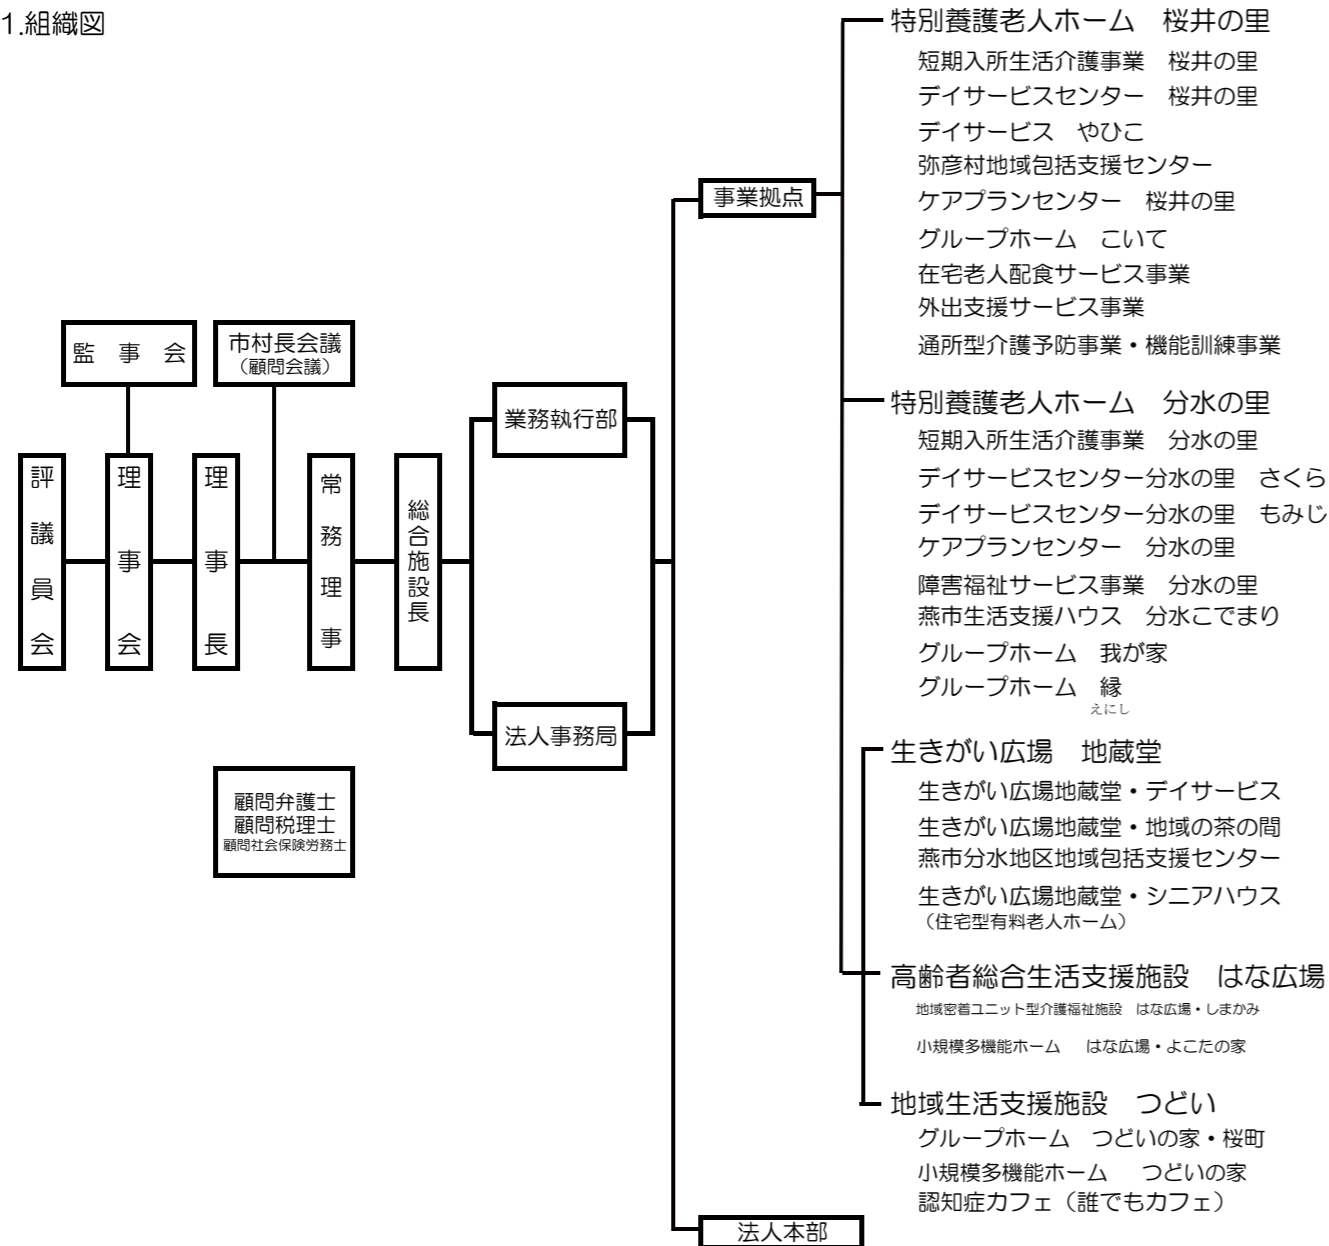 1.組織図
監　事　会
市村長会議
（顧問会議）
評議員会
理事会
理事長
常務理事
総合施設長
業務執行部
法人事務局
顧問弁護士
顧問税理士
顧問社会保険労務士
事業拠点
特別養護老人ホーム　桜井の里
短期入所生活介護事業　桜井の里
デイサービスセンター　桜井の里
デイサービス　やひこ
弥彦村地域包括支援センター
ケアプランセンター　桜井の里
グループホーム　こいて
在宅老人配食サービス事業
外出支援サービス事業
通所型介護予防事業・機能訓練事業
特別養護老人ホーム　分水の里
短期入所生活介護事業　分水の里
デイサービスセンター分水の里　さくら
デイサービスセンター分水の里　もみじ
ケアプランセンター　分水の里
障害福祉サービス事業　分水の里
燕市生活支援ハウス　分水こでまり
グループホーム　我が家
グループホーム　縁
えにし
生きがい広場　地蔵堂
生きがい広場地蔵堂・デイサービス
生きがい広場地蔵堂・地域の茶の間
燕市分水地区地域包括支援センター
生きがい広場地蔵堂・シニアハウス
（住宅型有料老人ホーム）
高齢者総合生活支援施設　はな広場
地域密着ユニット型介護福祉施設　はな広場・しまかみ
小規模多機能ホーム　はな広場・よこたの家
地域生活支援施設　つどい
グループホーム　つどいの家・桜町
小規模多機能ホーム　つどいの家
認知症カフェ（誰でもカフェ）
法人本部